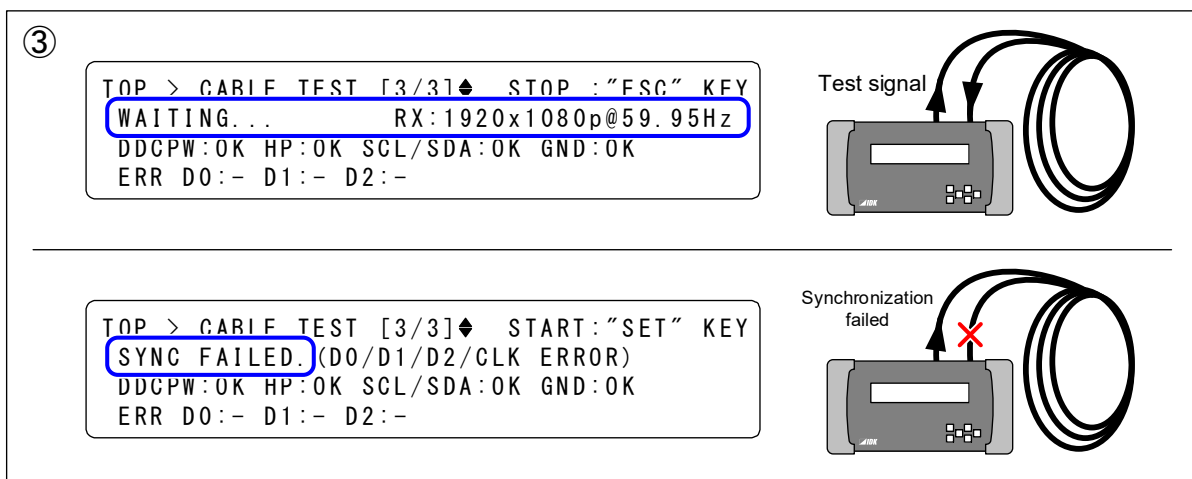 ③
TOP > CABLE TEST [3/3]♦ STOP :"ESC" KEY
WAITING... RX:1920x1080p@59.95Hz
DDCPW:OK HP:OK SCL/SDA:OK GND:OK
ERR D0:- D1:- D2:-
Test signal
IDK
TOP > CABLE TEST [3/3]♦ START:"SET" KEY
SYNC FAILED.(D0/D1/D2/CLK ERROR)
DDCPW:OK HP:OK SCL/SDA:OK GND:OK
ERR D0:- D1:- D2:-
Synchronization
failed
IDK